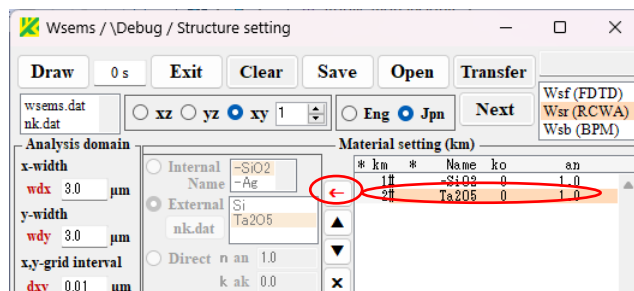 Wsems / \Debug / Structure setting
Draw 0 s Exit Clear Save Open Transfer
wsems.dat
nk.dat
xz yz xy 1 Eng Jpn Next
Wsf (FDTD)
Wsr (RCWA)
Wsb (BPM)
Analysis domain
x-width
wdx 3.0 μm
y-width
wdy 3.0 μm
x,y-grid interval
dxy 0.01 μm
Material setting (km)
Internal Name
-SiO2
-Ag
External
nk.dat
Si
Ta2O5
Direct n an 1.0
k ak 0.0
←
▲
▼
x
* km * Name ko an
1# -SiO2 0 1.0
2# Ta2O5 0 1.0